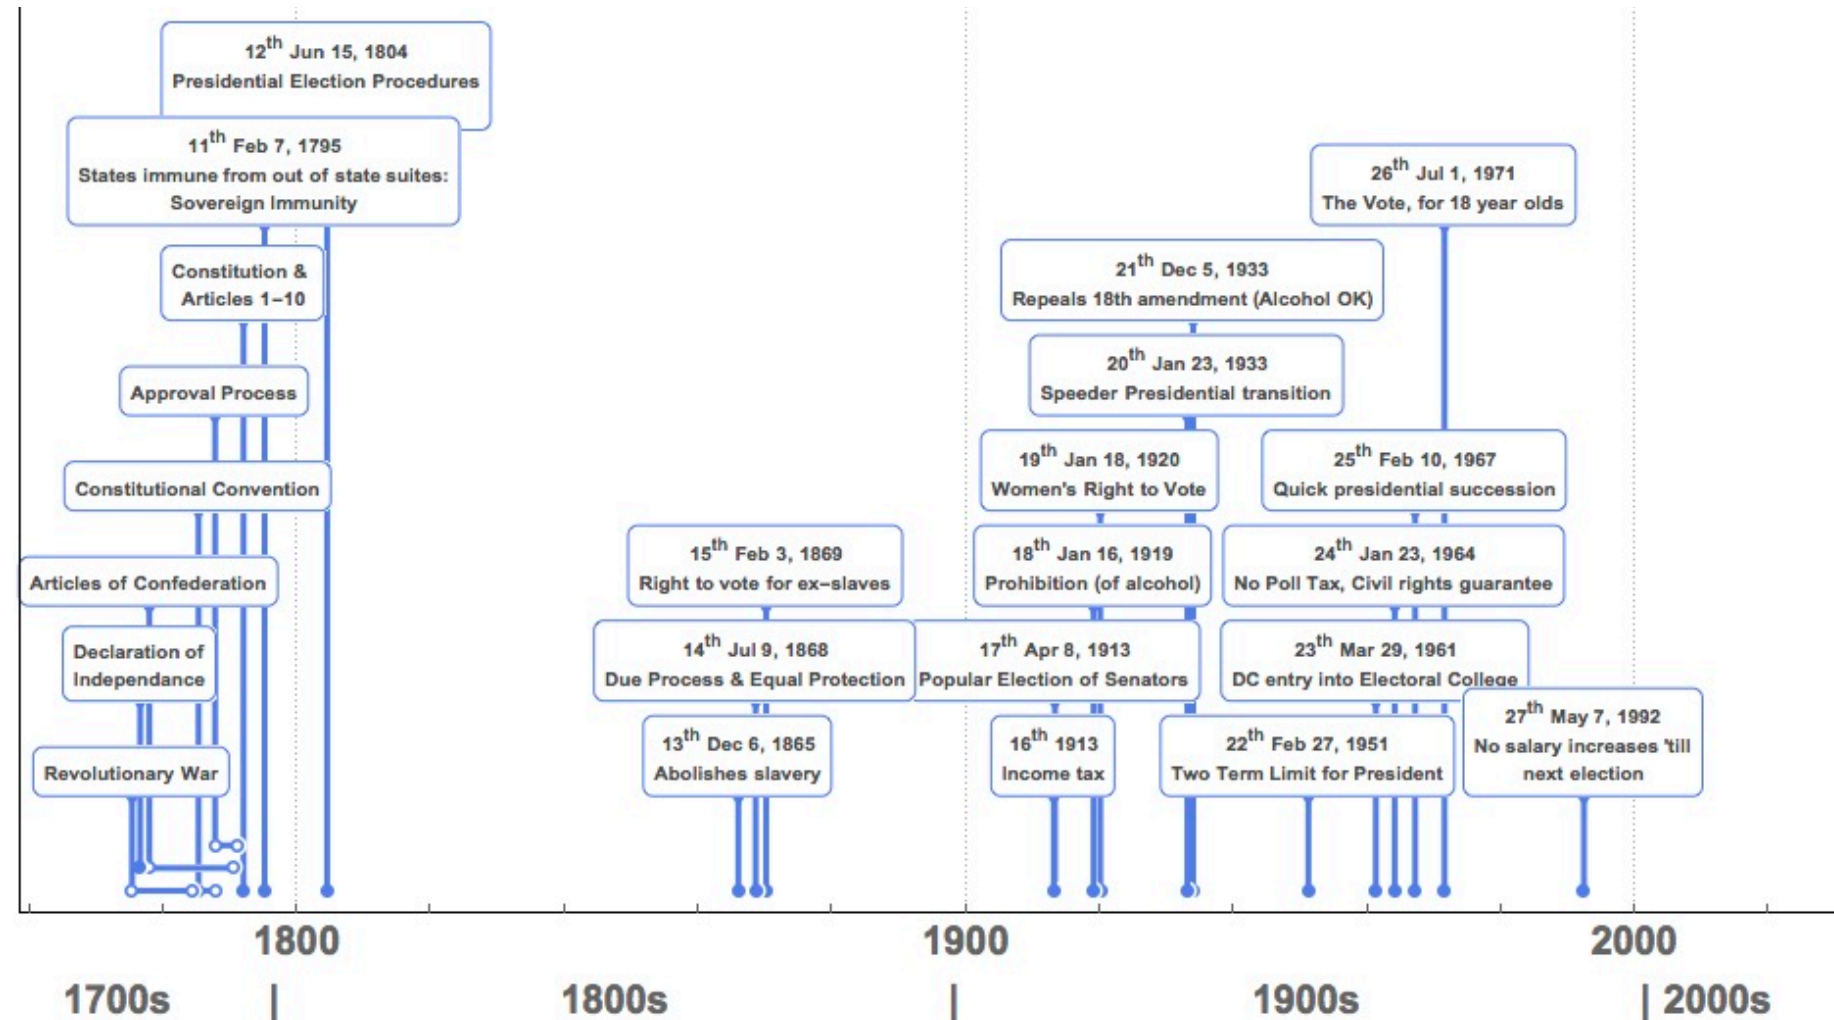 12th Jun 15, 1804
Presidential Election Procedures
11th Feb 7, 1795
States immune from out of state suites:
Sovereign Immunity
Constitution &
Articles 1–10
Approval Process
Constitutional Convention
Articles of Confederation
Declaration of
Independance
Revolutionary War
15th Feb 3, 1869
Right to vote for ex–slaves
14th Jul 9, 1868
Due Process & Equal Protection
13th Dec 6, 1865
Abolishes slavery
21th Dec 5, 1933
Repeals 18th amendment (Alcohol OK)
20th Jan 23, 1933
Speeder Presidential transition
19th Jan 18, 1920
Women's Right to Vote
18th Jan 16, 1919
Prohibition (of alcohol)
17th Apr 8, 1913
Popular Election of Senators
16th 1913
Income tax
26th Jul 1, 1971
The Vote, for 18 year olds
25th Feb 10, 1967
Quick presidential succession
24th Jan 23, 1964
No Poll Tax, Civil rights guarantee
23th Mar 29, 1961
DC entry into Electoral College
22th Feb 27, 1951
Two Term Limit for President
27th May 7, 1992
No salary increases 'till
next election
1800 1900 2000
1700s | 1800s | 1900s | 2000s